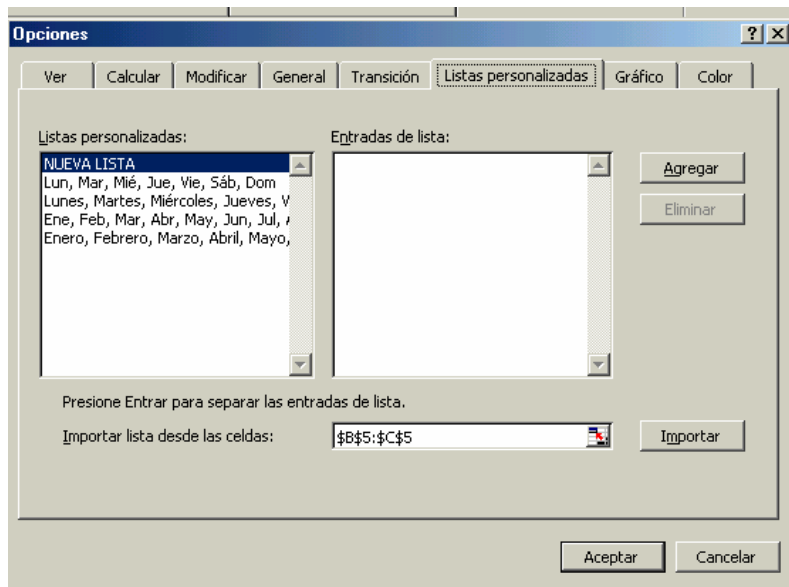 Opciones
Ver Calcular Modificar General Transición Listas personalizadas Gráfico Color
Listas personalizadas: Entradas de lista:
NUEVA LISTA
Lun, Mar, Mié, Jue, Vie, Sáb, Dom
Lunes, Martes, Miércoles, Jueves, V
Ene, Feb, Mar, Abr, May, Jun, Jul, A
Enero, Febrero, Marzo, Abril, Mayo,
Agregar
Eliminar
Presione Entrar para separar las entradas de lista.
Importar lista desde las celdas: $B$5:$C$5 Importar
Aceptar Cancelar